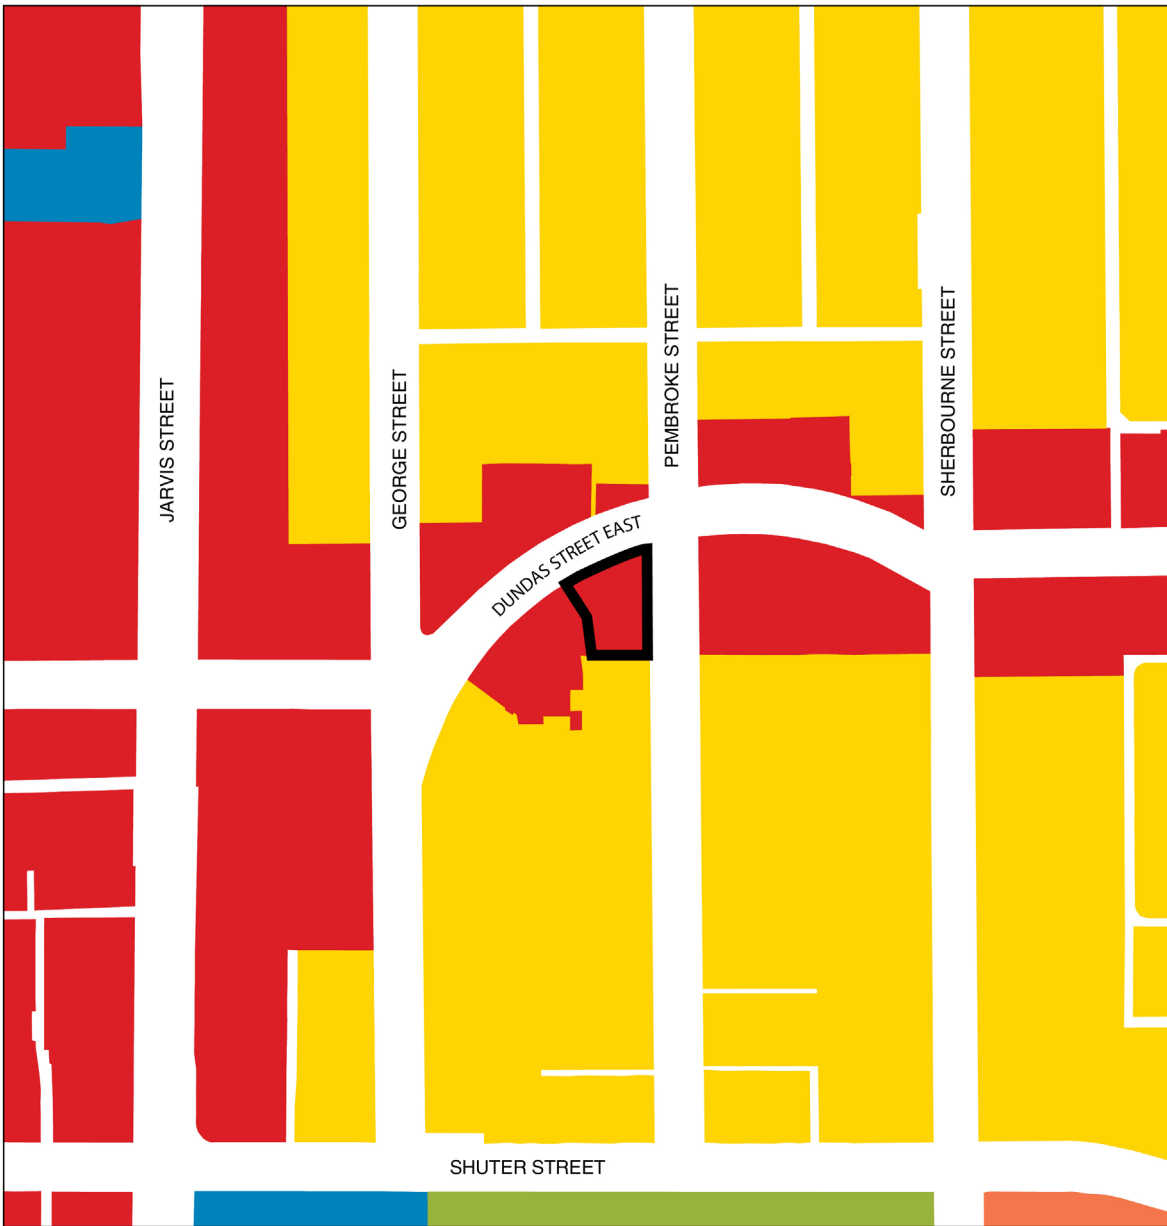 JARVIS STREET
GEORGE STREET
PEMBROKE STREET
SHERBOURNE STREET
DUNDAS STREET EAST
SHUTER STREET